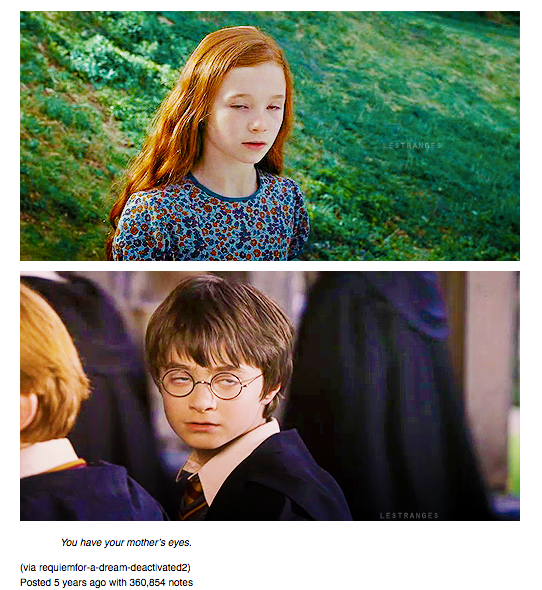 LESTRANGES
LESTRANGES
You have your mother's eyes.
(via requiemfor-a-dream-deactivated2)
Posted 5 years ago with 360,854 notes